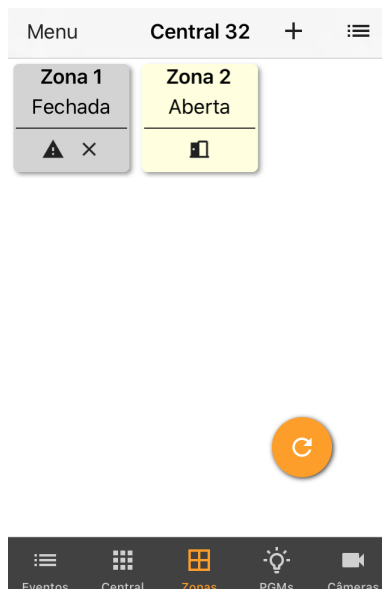 Menu Central 32
Zona 1
Fechada
Zona 2
Aberta
Eventos Central Zonas PGMs Câmeras